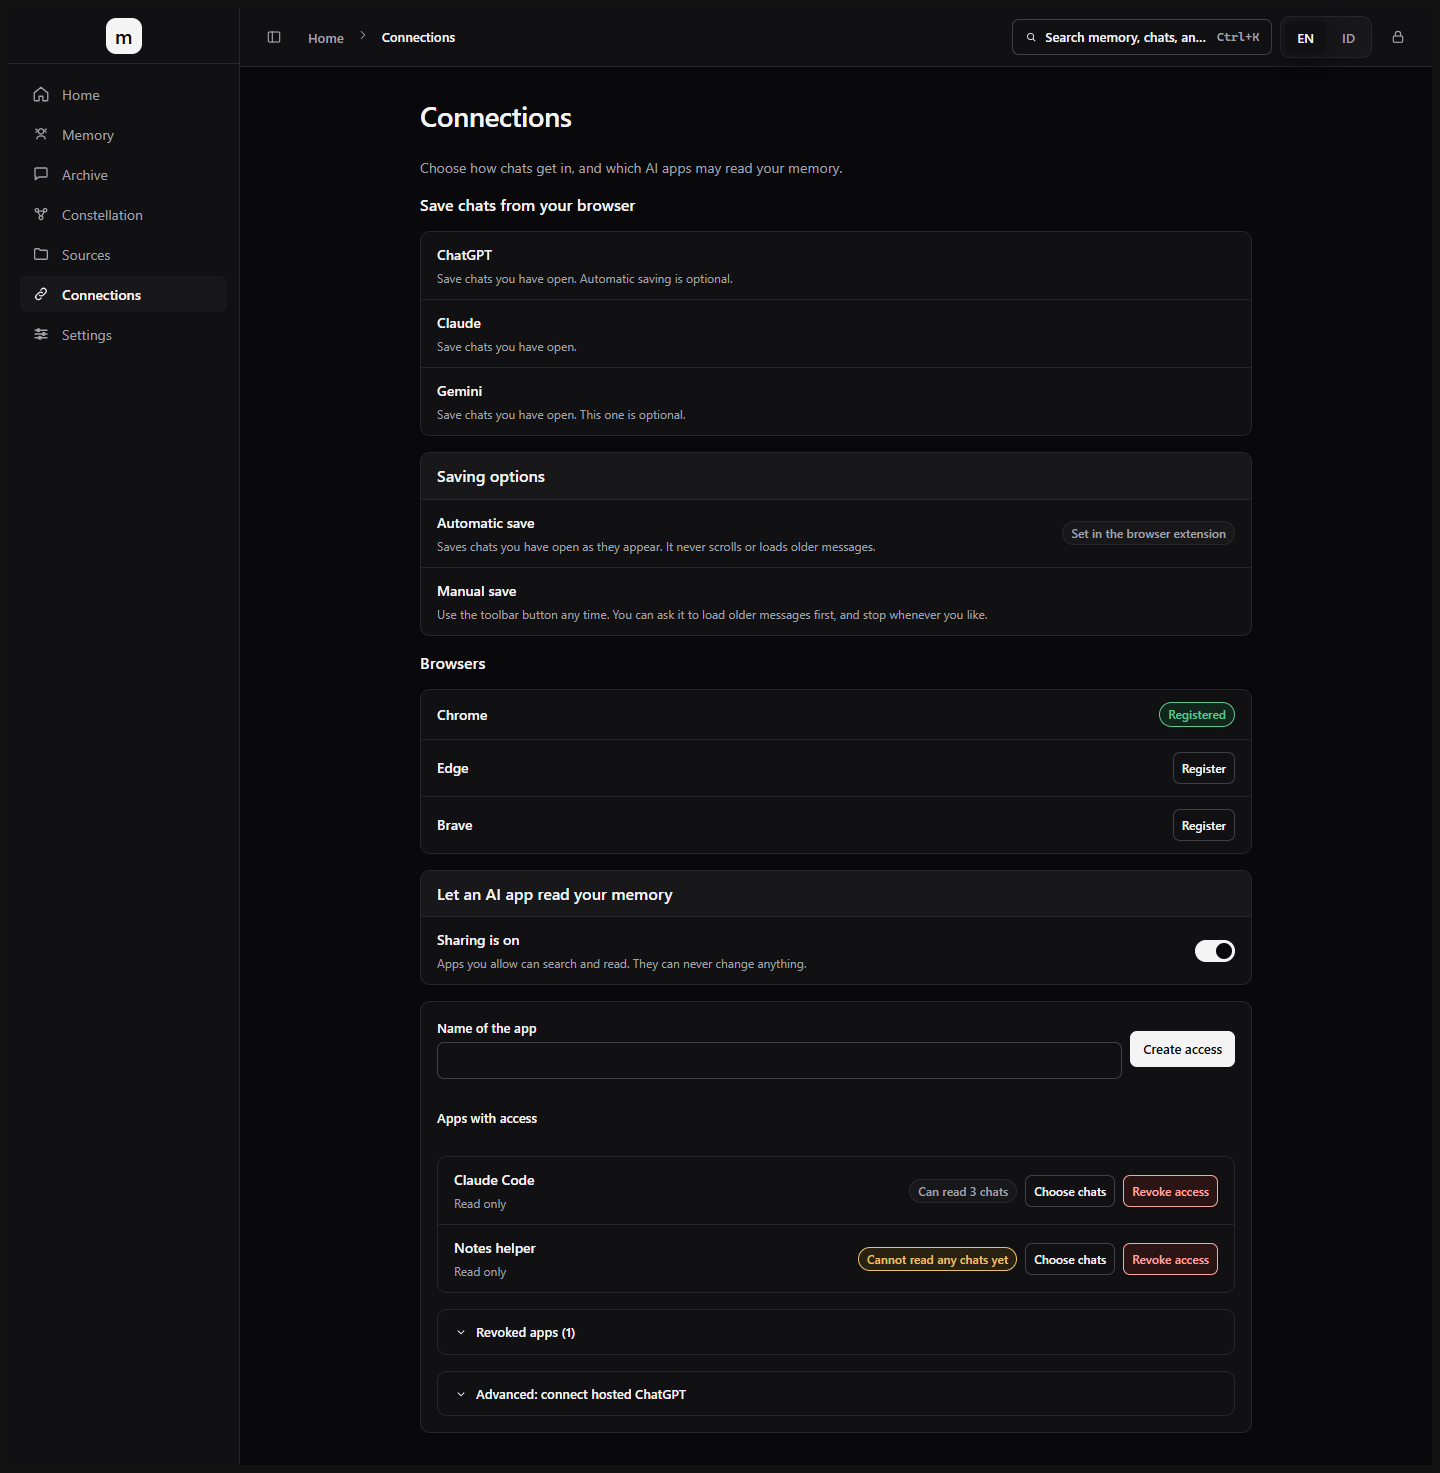 m
Home
Memory
Archive
Constellation
Sources
Connections
Settings
Home
Connections
Search memory, chats, an... Ctrl+K
EN
ID
Connections
Choose how chats get in, and which AI apps may read your memory.
Save chats from your browser
ChatGPT
Save chats you have open. Automatic saving is optional.
Claude
Save chats you have open.
Gemini
Save chats you have open. This one is optional.
Saving options
Automatic save
Saves chats you have open as they appear. It never scrolls or loads older messages.
Set in the browser extension
Manual save
Use the toolbar button any time. You can ask it to load older messages first, and stop whenever you like.
Browsers
Chrome
Registered
Edge
Register
Brave
Register
Let an AI app read your memory
Sharing is on
Apps you allow can search and read. They can never change anything.
Name of the app
Create access
Apps with access
Claude Code
Read only
Can read 3 chats
Choose chats
Revoke access
Notes helper
Read only
Cannot read any chats yet
Choose chats
Revoke access
Revoked apps (1)
Advanced: connect hosted ChatGPT